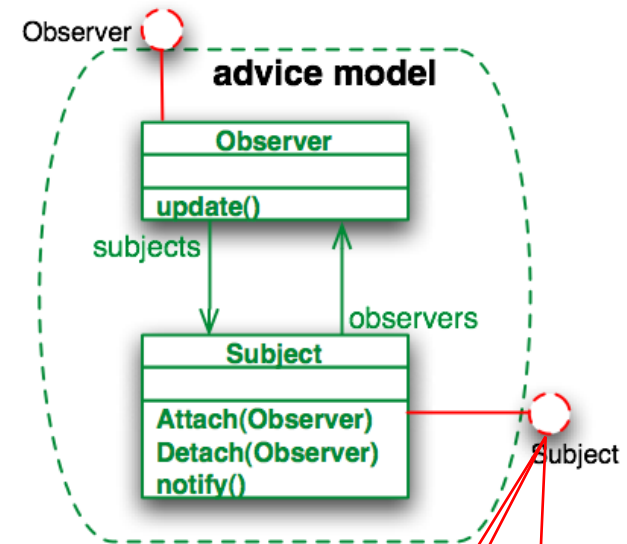 Observer
advice model
Observer
update()
subjects
observers
Subject
Attach(Observer)
Detach(Observer)
notify()
Subject